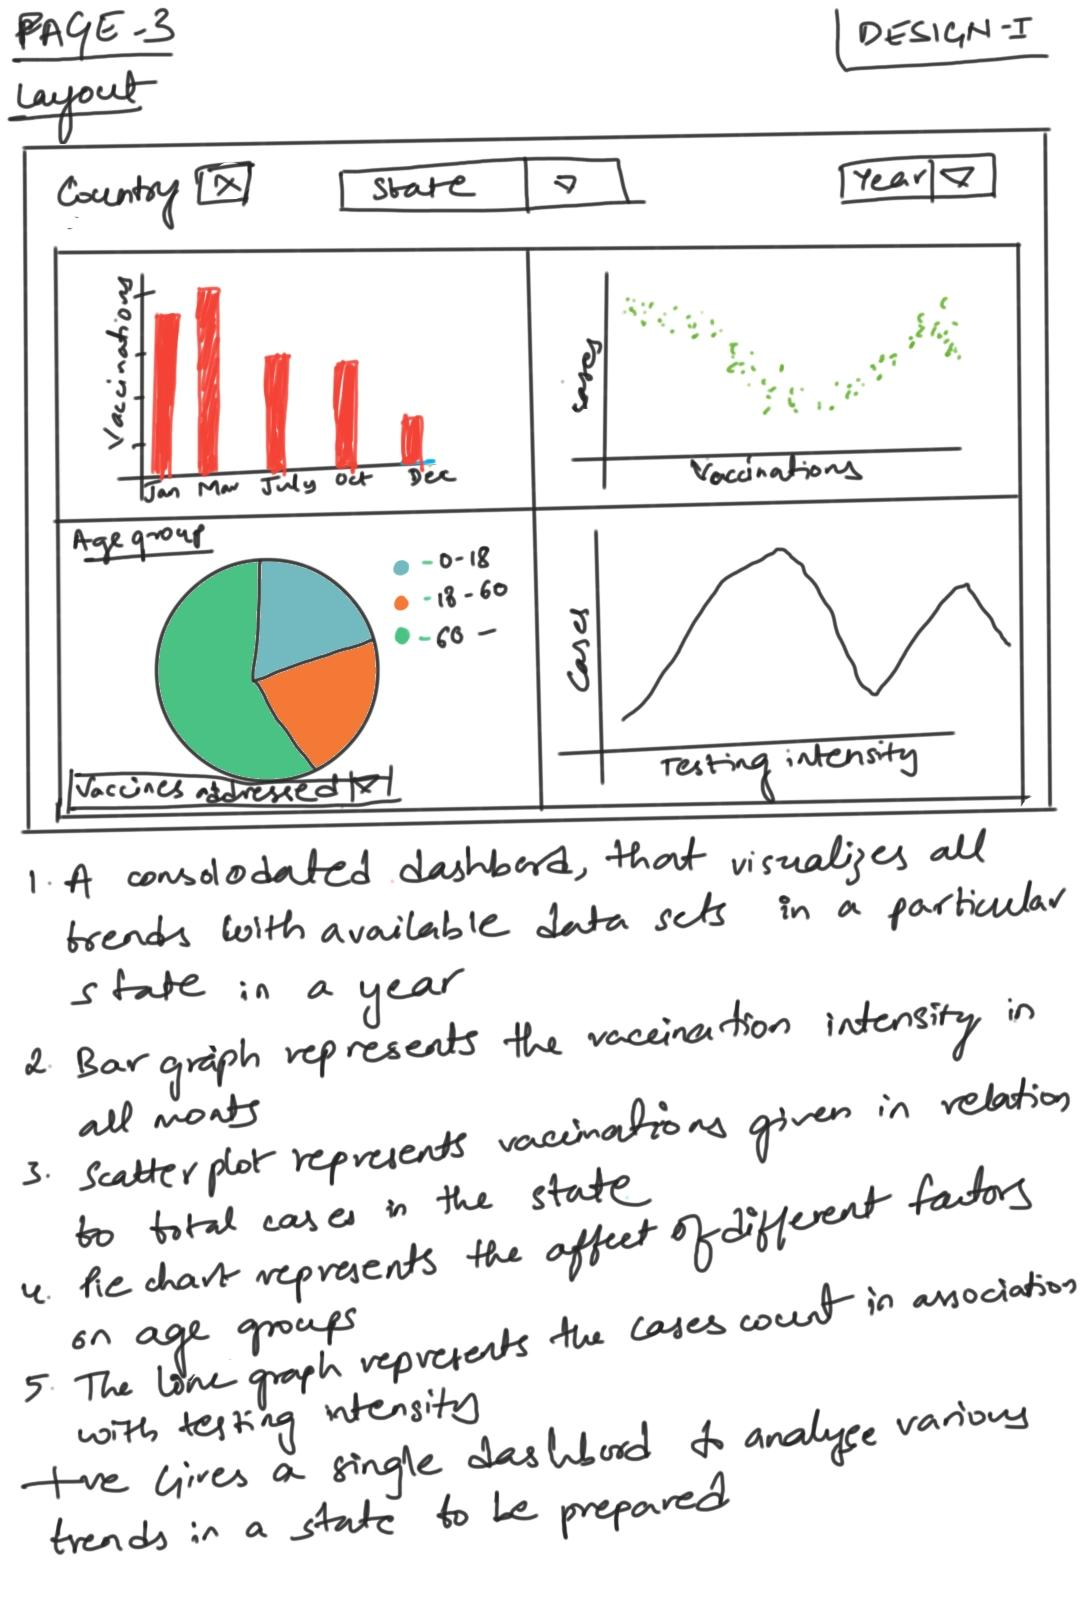 PAGE-3
DESIGN-I
Layout
Country
State
Year
Vaccinations
Jan Mar July Oct Dec
Cases
Vaccinations
Age group
- 0-18
- 18-60
- 60 -
Vaccines addressed
Cases
Testing intensity
1. A consolodated dashbord, that visualizes all
trends with available data sets in a particular
state in a year
2. Bar graph represents the vaccination intensity in
all monts
3. Scatter plot represents vaccinations given in relation
to total cases in the state
4. Pie chart represents the affect of different factors
on age groups
5. The line graph represents the cases count in association
with testing intensity
+ve Gives a single dashbord to analyse various
trends in a state to be prepared